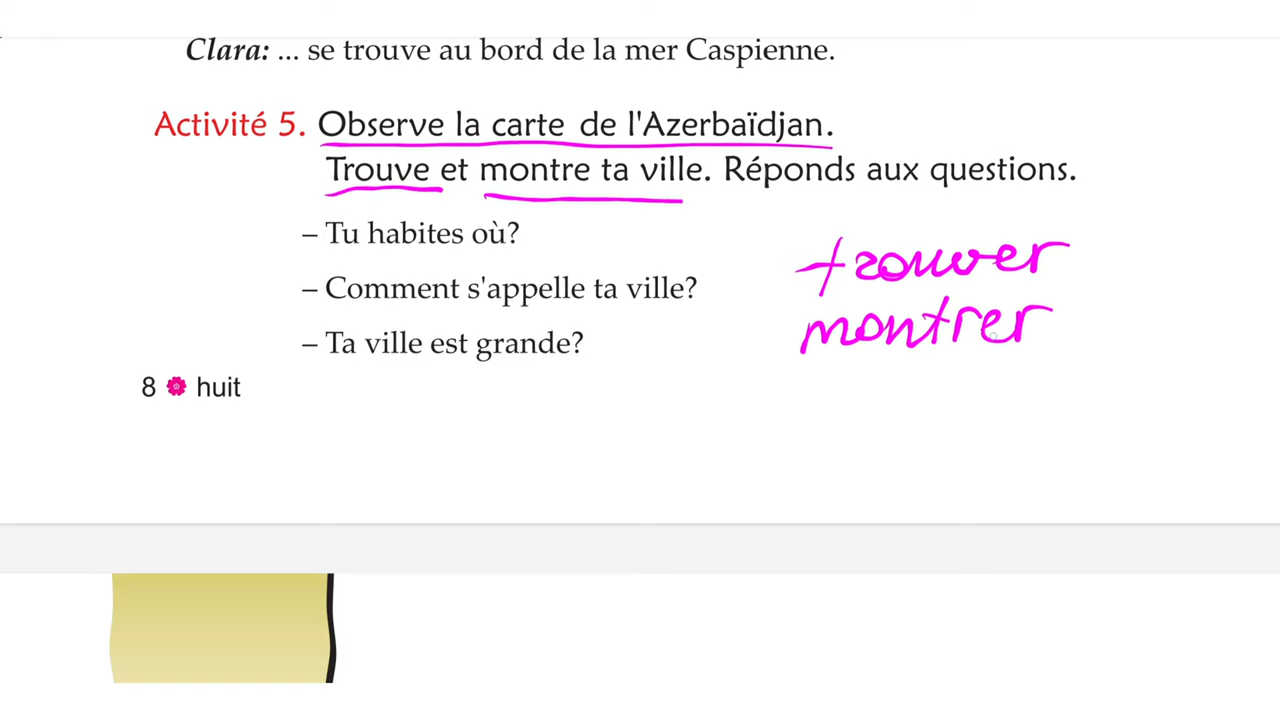 Clara: ... se trouve au bord de la mer Caspienne.
Activité 5. Observe la carte de l'Azerbaïdjan.
Trouve et montre ta ville. Réponds aux questions.
– Tu habites où?
– Comment s'appelle ta ville?
– Ta ville est grande?
trouver
montrer
8 huit